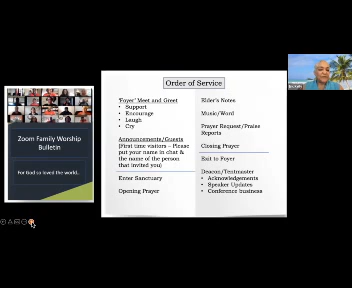 Zoom Family Worship
Bulletin
For God so loved the world..
Order of Service
'Foyer' Meet and Greet
• Support
• Encourage
• Laugh
• Cry
Announcements/Guests
(First time visitors – Please
put your name in chat &
the name of the person
that invited you)
Enter Sanctuary
Opening Prayer
Elder's Notes
Music/Word
Prayer Request/Praise
Reports
Closing Prayer
Exit to Foyer
Deacon/Tentmaster
• Acknowledgements
• Speaker Updates
• Conference business